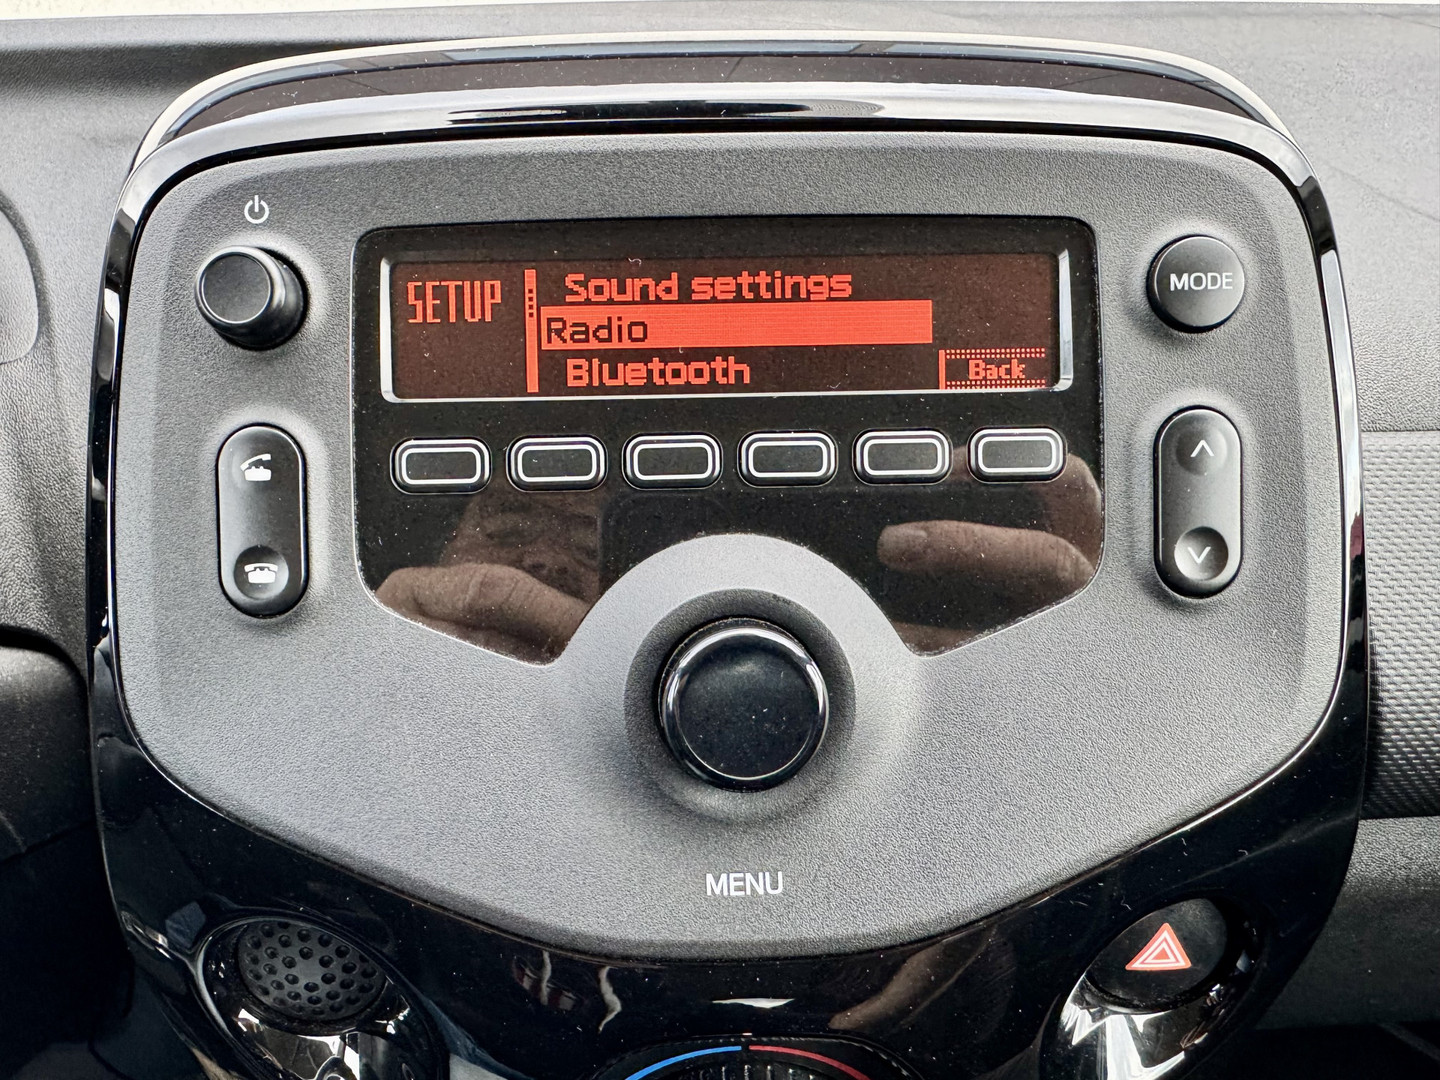 SETUP
Sound settings
Radio
Bluetooth
Back
MODE
MENU